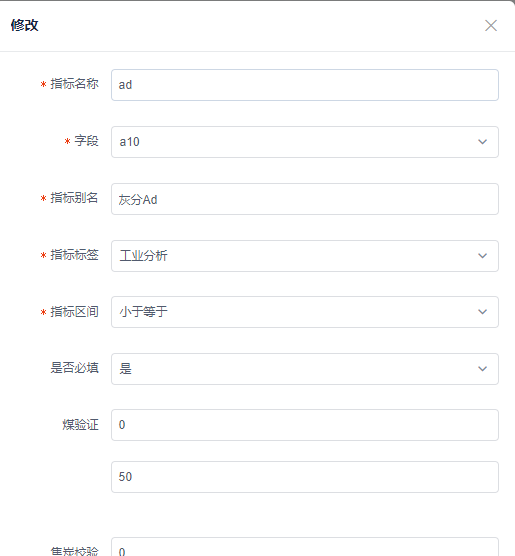 修改
* 指标名称 ad
* 字段 a10
* 指标别名 灰分Ad
* 指标标签 工业分析
* 指标区间 小于等于
是否必填 是
煤验证 0
50
焦炭校验 0